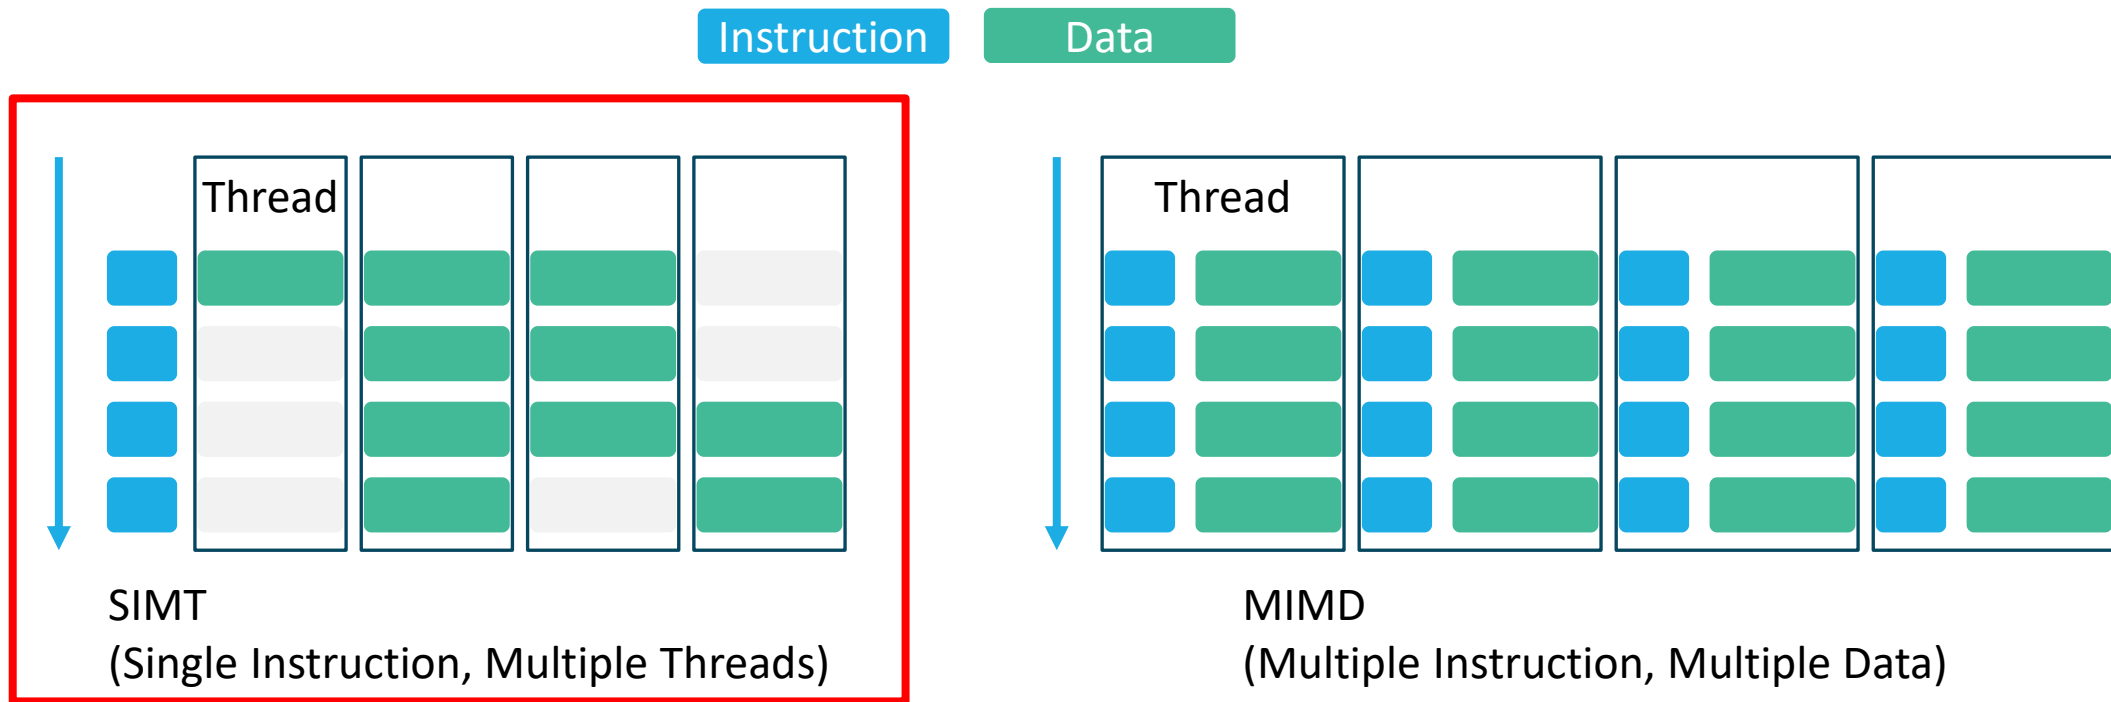 Instruction
Data
Thread
Thread
SIMT
(Single Instruction, Multiple Threads)
MIMD
(Multiple Instruction, Multiple Data)